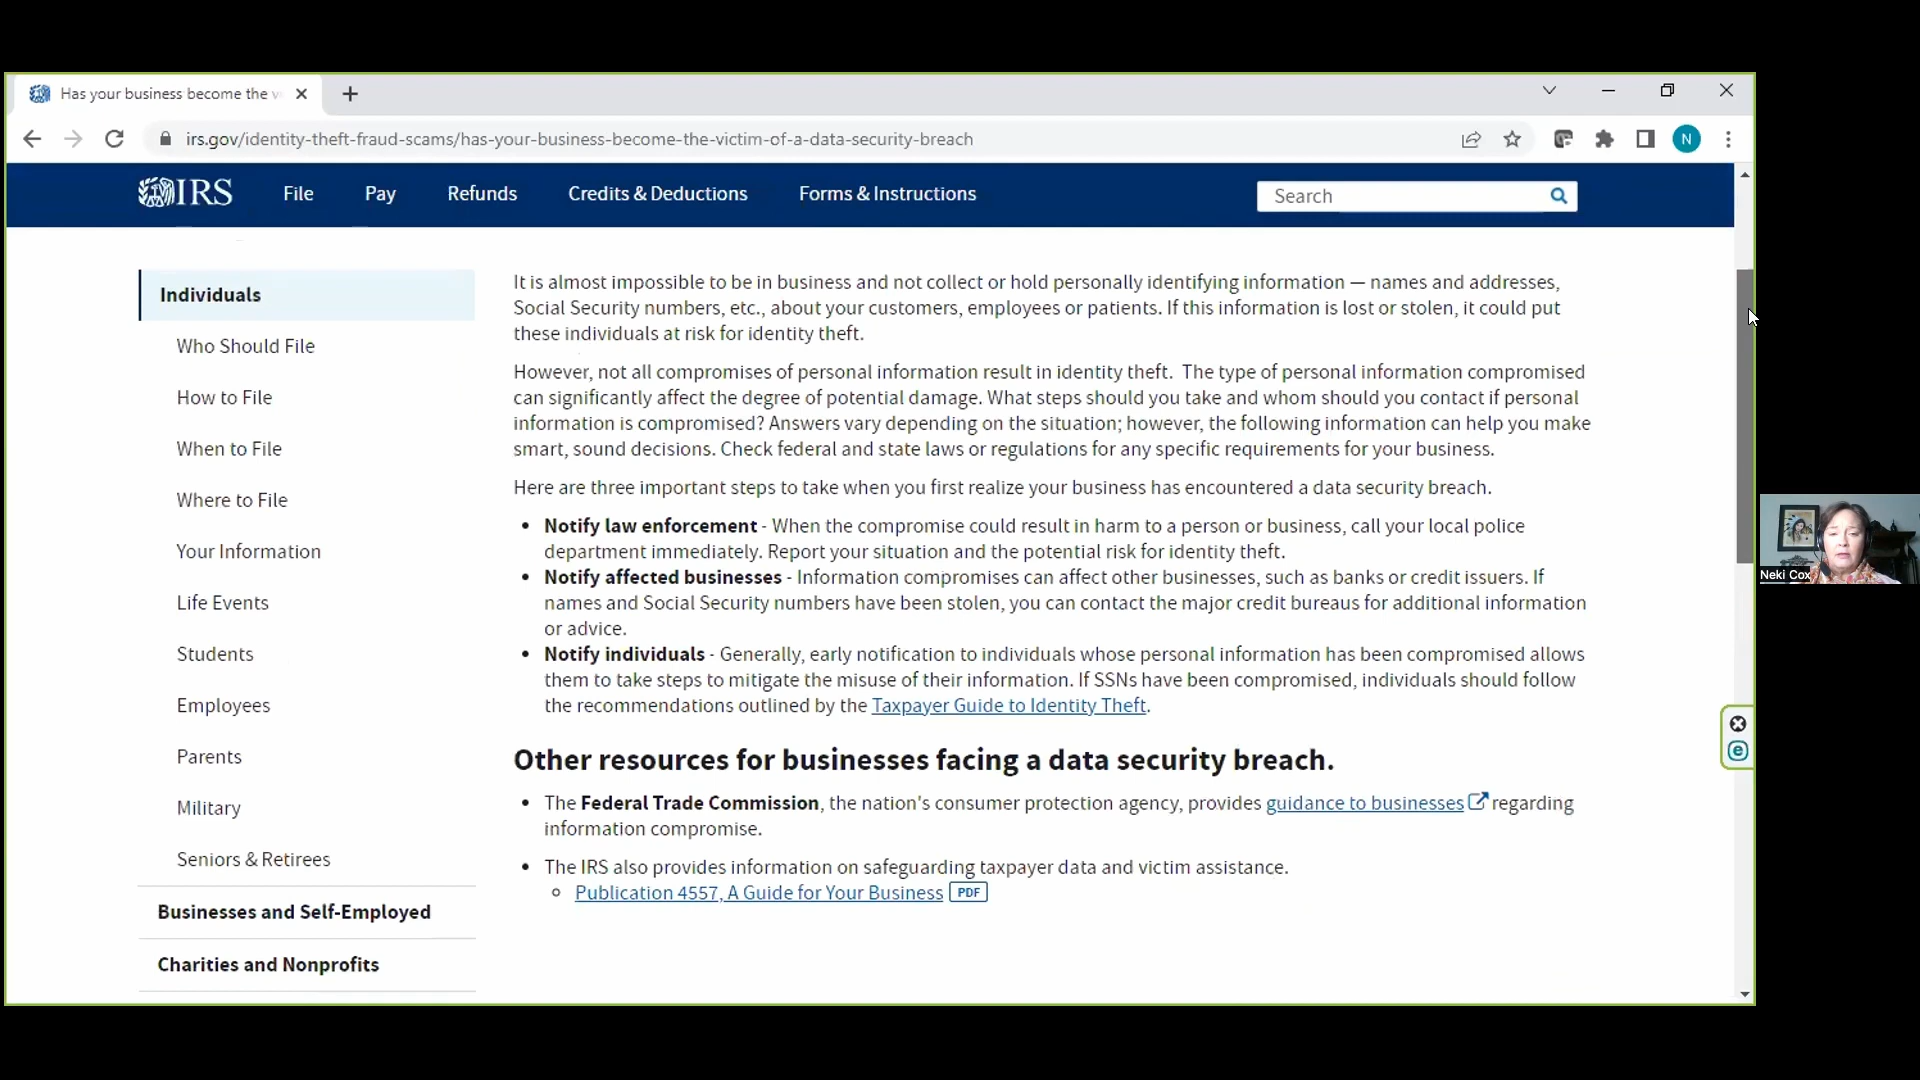 Has your business become the v
irs.gov/identity-theft-fraud-scams/has-your-business-become-the-victim-of-a-data-security-breach
N
IRS
File
Pay
Refunds
Credits & Deductions
Forms & Instructions
Search
Individuals
Who Should File
How to File
When to File
Where to File
Your Information
Life Events
Students
Employees
Parents
Military
Seniors & Retirees
Businesses and Self-Employed
Charities and Nonprofits
It is almost impossible to be in business and not collect or hold personally identifying information — names and addresses,
Social Security numbers, etc., about your customers, employees or patients. If this information is lost or stolen, it could put
these individuals at risk for identity theft.
However, not all compromises of personal information result in identity theft. The type of personal information compromised
can significantly affect the degree of potential damage. What steps should you take and whom should you contact if personal
information is compromised? Answers vary depending on the situation; however, the following information can help you make
smart, sound decisions. Check federal and state laws or regulations for any specific requirements for your business.
Here are three important steps to take when you first realize your business has encountered a data security breach.
• Notify law enforcement - When the compromise could result in harm to a person or business, call your local police
department immediately. Report your situation and the potential risk for identity theft.
• Notify affected businesses - Information compromises can affect other businesses, such as banks or credit issuers. If
names and Social Security numbers have been stolen, you can contact the major credit bureaus for additional information
or advice.
• Notify individuals - Generally, early notification to individuals whose personal information has been compromised allows
them to take steps to mitigate the misuse of their information. If SSNs have been compromised, individuals should follow
the recommendations outlined by the Taxpayer Guide to Identity Theft.
Other resources for businesses facing a data security breach.
• The Federal Trade Commission, the nation's consumer protection agency, provides guidance to businesses regarding
information compromise.
• The IRS also provides information on safeguarding taxpayer data and victim assistance.
Publication 4557, A Guide for Your Business PDF
Neki Cox